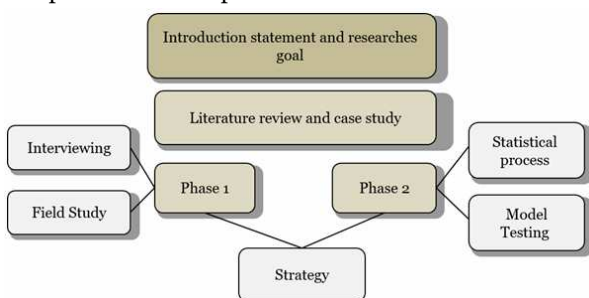 Introduction statement and researches
goal
Literature review and case study
Interviewing
Statistical
process
Phase 1
Phase 2
Field Study
Model
Testing
Strategy